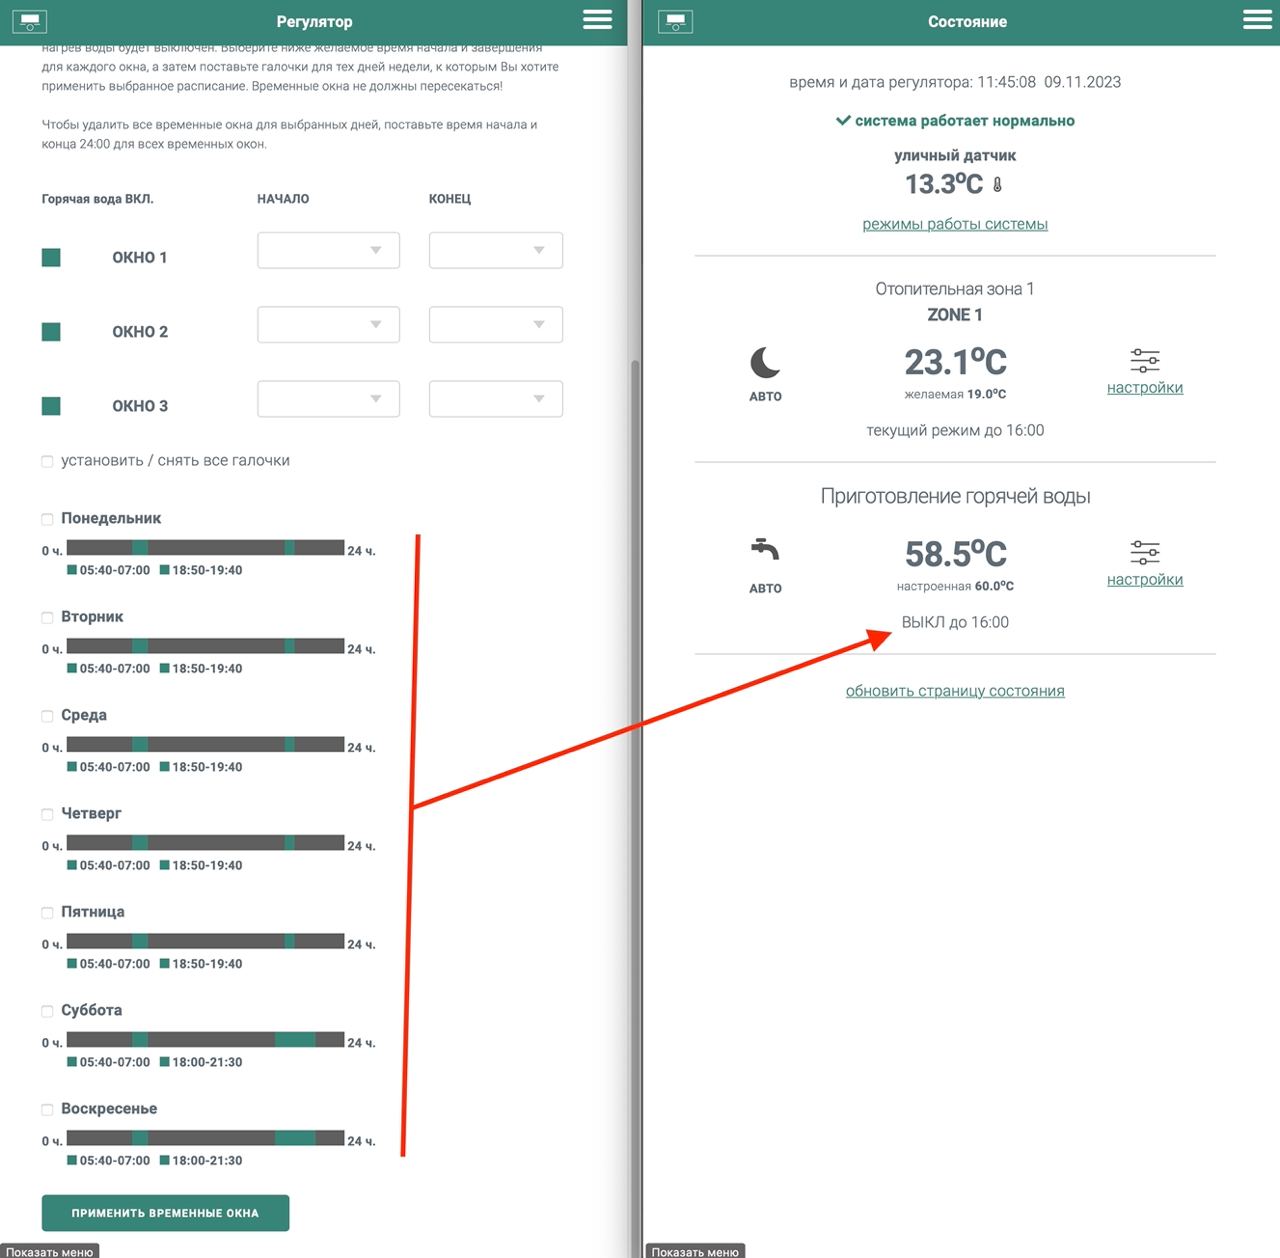 Регулятор
нагрев воды будет выключен. Выберите ниже желаемое время начала и завершения
для каждого окна, а затем поставьте галочки для тех дней недели, к которым Вы хотите
применить выбранное расписание. Временные окна не должны пересекаться!
Чтобы удалить все временные окна для выбранных дней, поставьте время начала и
конца 24:00 для всех временных окон.
Горячая вода ВКЛ. НАЧАЛО КОНЕЦ
ОКНО 1
ОКНО 2
ОКНО 3
установить / снять все галочки
Понедельник
0 ч. 24 ч.
05:40-07:00 18:50-19:40
Вторник
0 ч. 24 ч.
05:40-07:00 18:50-19:40
Среда
0 ч. 24 ч.
05:40-07:00 18:50-19:40
Четверг
0 ч. 24 ч.
05:40-07:00 18:50-19:40
Пятница
0 ч. 24 ч.
05:40-07:00 18:50-19:40
Суббота
0 ч. 24 ч.
05:40-07:00 18:00-21:30
Воскресенье
0 ч. 24 ч.
05:40-07:00 18:00-21:30
ПРИМЕНИТЬ ВРЕМЕННЫЕ ОКНА
Показать меню
Состояние
время и дата регулятора: 11:45:08 09.11.2023
система работает нормально
уличный датчик
13.3ºC
режимы работы системы
Отопительная зона 1
ZONE 1
23.1ºC
АВТО желаемая 19.0ºC настройки
текущий режим до 16:00
Приготовление горячей воды
58.5ºC
АВТО настроенная 60.0ºC настройки
ВЫКЛ до 16:00
обновить страницу состояния
Показать меню